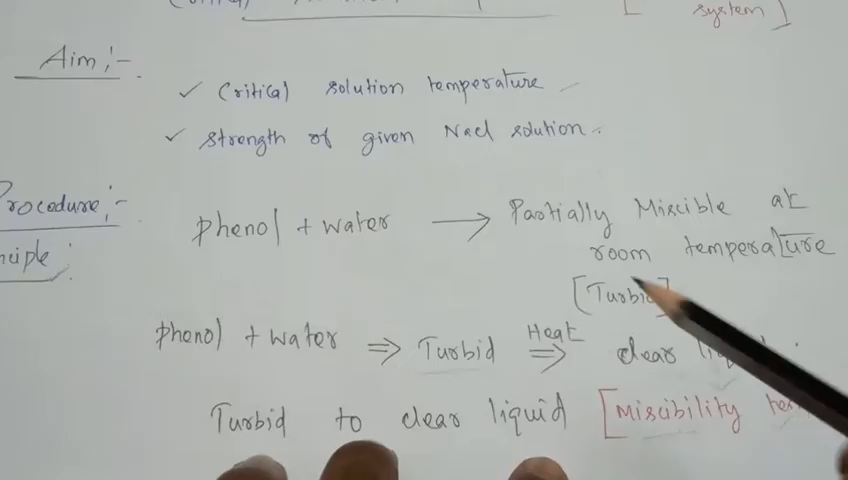 system]
Aim :-
✓ Critical solution temperature
✓ strength of given Nacl solution.
Procedure :-
phenol + water → Partially Miscible at
room temperature
[Turbid]
phenol + water ⇒ Turbid Heat ⇒ clear
Turbid to clear liquid [Miscibility